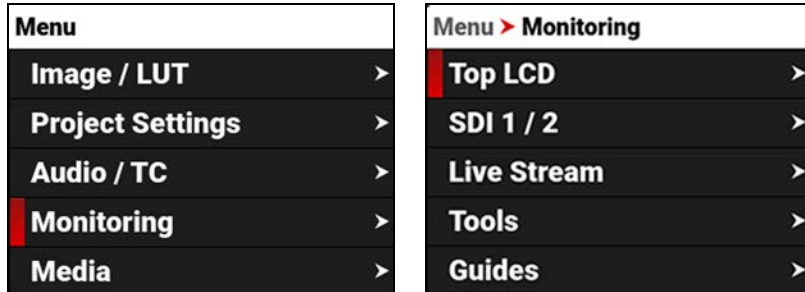 Menu
Image / LUT
Project Settings
Audio / TC
Monitoring
Media
Menu > Monitoring
Top LCD
SDI 1 / 2
Live Stream
Tools
Guides